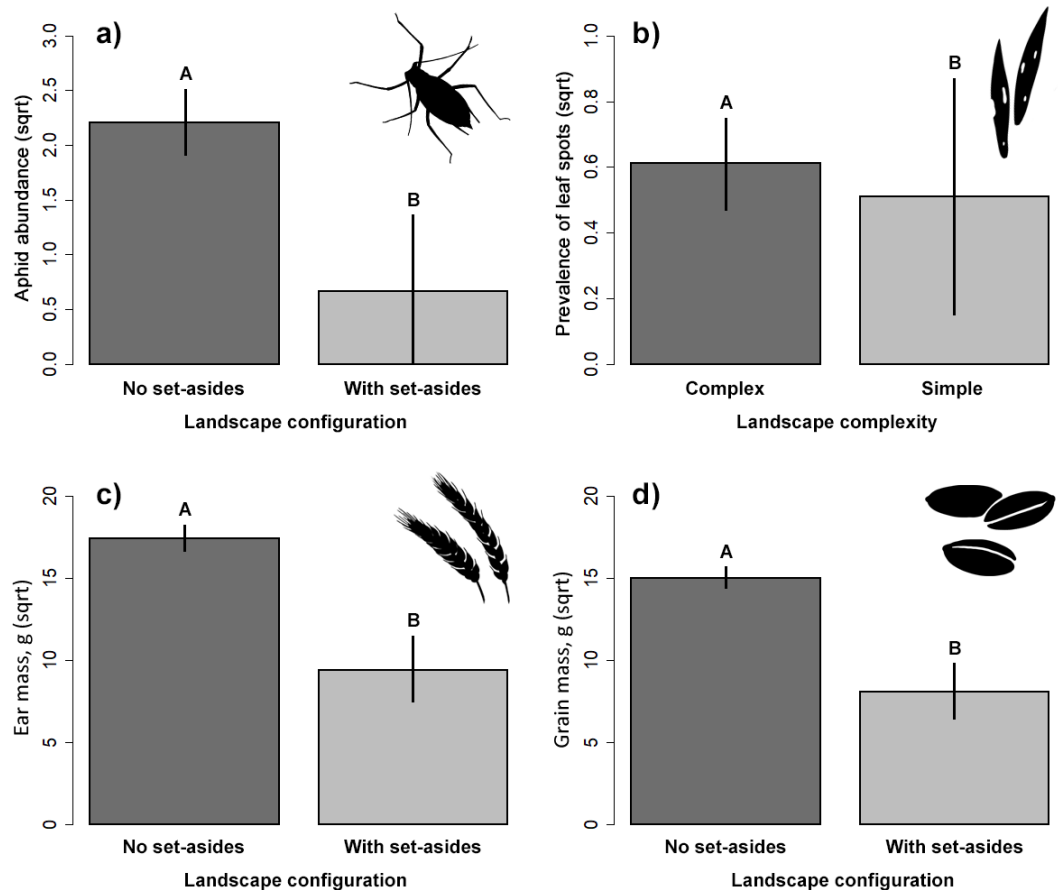 a)
Aphid abundance (sqrt)
3.0
2.5
2.0
1.5
1.0
0.5
0.0
A
B
No set-asides
With set-asides
Landscape configuration
b)
Prevalence of leaf spots (sqrt)
1.0
0.8
0.6
0.4
0.2
0.0
A
B
Complex
Simple
Landscape complexity
c)
Ear mass, g (sqrt)
20
15
10
5
0
A
B
No set-asides
With set-asides
Landscape configuration
d)
Grain mass, g (sqrt)
20
15
10
5
0
A
B
No set-asides
With set-asides
Landscape configuration